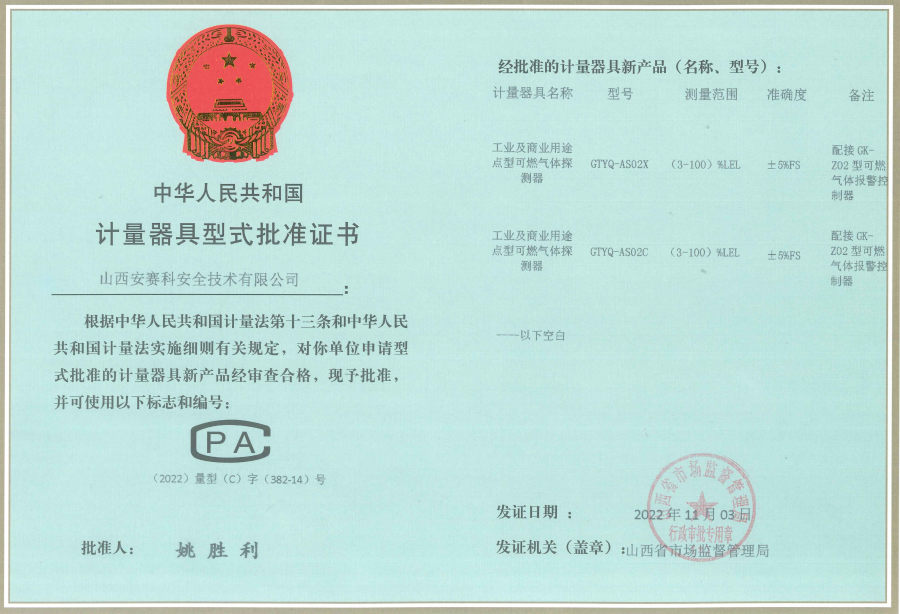 中华人民共和国
计量器具型式批准证书
山西安赛科安全技术有限公司：
根据中华人民共和国计量法第十三条和中华人民
共和国计量法实施细则有关规定，对你单位申请型
式批准的计量器具新产品经审查合格，现予批准，
并可使用以下标志和编号：
CPA
（2022）量型（C）字（382-14）号
批准人： 姚胜利
经批准的计量器具新产品（名称、型号）：
计量器具名称 型号 测量范围 准确度 备注
工业及商业用途
点型可燃气体探
测器
GTYQ-AS02X （3-100）%LEL ±5%FS
配接GK-
Z02型可燃
气体报警控
制器
工业及商业用途
点型可燃气体探
测器
GTYQ-AS02C （3-100）%LEL ±5%FS
配接GK-
Z02型可燃
气体报警控
制器
——以下空白
发证日期 ： 2022年11月03日
发证机关（盖章）：山西省市场监督管理局
山西省市场监督管理局
行政审批专用章